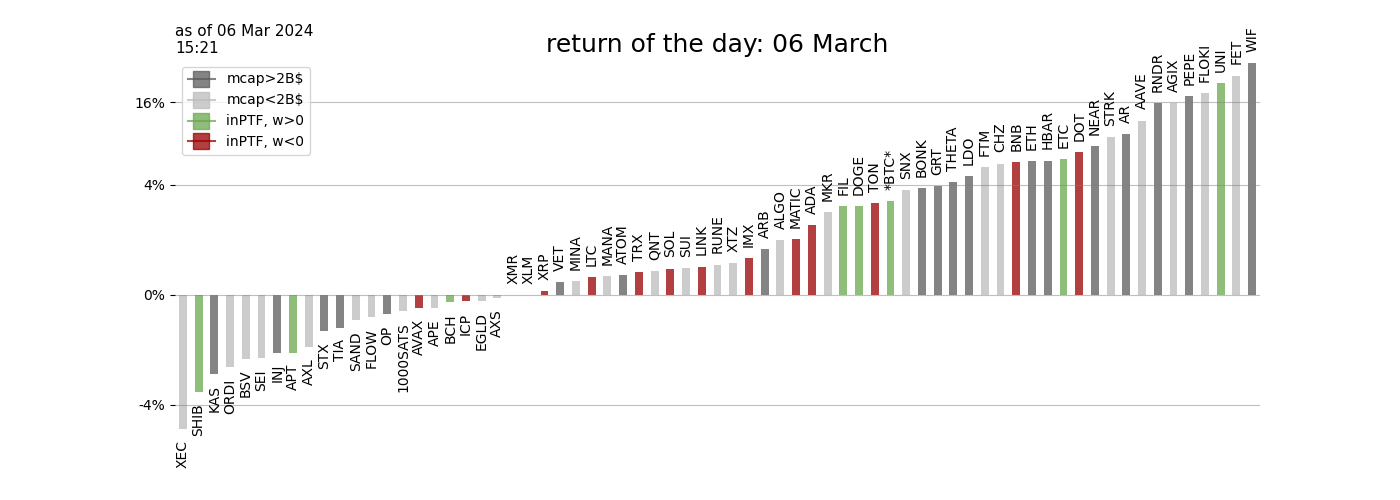 as of 06 Mar 2024
15:21
return of the day: 06 March
mcap>2B$
mcap<2B$
inPTF, w>0
inPTF, w<0
16%
4%
0%
-4%
XEC
SHIB
KAS
ORDI
BSV
SEI
INJ
APT
AXL
STX
TIA
SAND
FLOW
OP
1000SATS
AVAX
APE
BCH
ICP
EGLD
AXS
XMR
XLM
XRP
VET
MINA
LTC
MANA
ATOM
TRX
QNT
SOL
SUI
LINK
RUNE
XTZ
IMX
ARB
ALGO
MATIC
ADA
MKR
FIL
DOGE
TON
*BTC*
SNX
BONK
GRT
THETA
LDO
FTM
CHZ
BNB
ETH
HBAR
ETC
DOT
NEAR
STRK
AR
AAVE
RNDR
AGIX
PEPE
FLOKI
UNI
FET
WIF